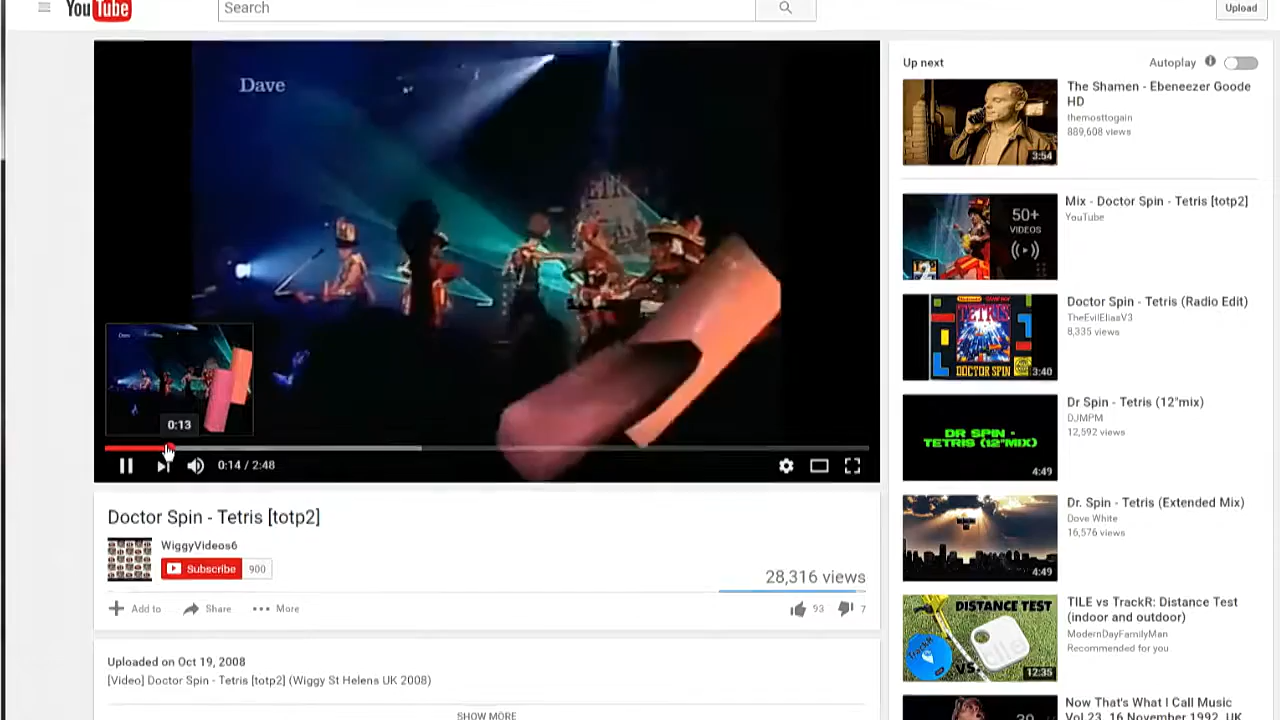 YouTube
Search
Upload
Dave
0:13
0:14 / 2:48
Doctor Spin - Tetris [totp2]
WiggyVideos6
Subscribe 900
28,316 views
Add to Share More
93 7
Uploaded on Oct 19, 2008
[Video] Doctor Spin - Tetris [totp2] (Wiggy St Helens UK 2008)
SHOW MORE
Up next
Autoplay
3:54
The Shamen - Ebeneezer Goode
HD
themosttogain
889,608 views
50+
VIDEOS
Mix - Doctor Spin - Tetris [totp2]
YouTube
TETRIS
DOCTOR SPIN
3:40
Doctor Spin - Tetris (Radio Edit)
TheEvilEliasV3
8,335 views
DR SPIN -
TETRIS (12"MIX)
4:49
Dr Spin - Tetris (12"mix)
DJMPM
12,592 views
4:49
Dr. Spin - Tetris (Extended Mix)
Dove White
16,576 views
DISTANCE TEST
TrackR
tile
VS.
12:35
TILE vs TrackR: Distance Test
(indoor and outdoor)
ModernDayFamilyMan
Recommended for you
Now That's What I Call Music
Vol 23, 16 November 1992, UK